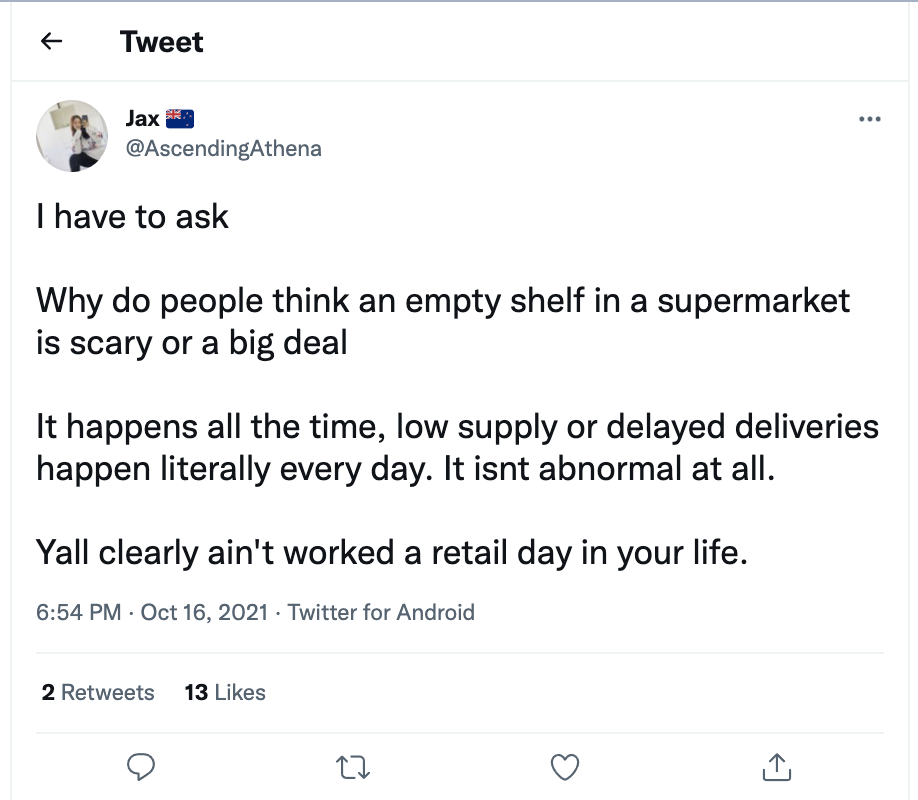 Tweet
Jax
@AscendingAthena
I have to ask
Why do people think an empty shelf in a supermarket
is scary or a big deal
It happens all the time, low supply or delayed deliveries
happen literally every day. It isnt abnormal at all.
Yall clearly ain't worked a retail day in your life.
6:54 PM · Oct 16, 2021 · Twitter for Android
2 Retweets 13 Likes